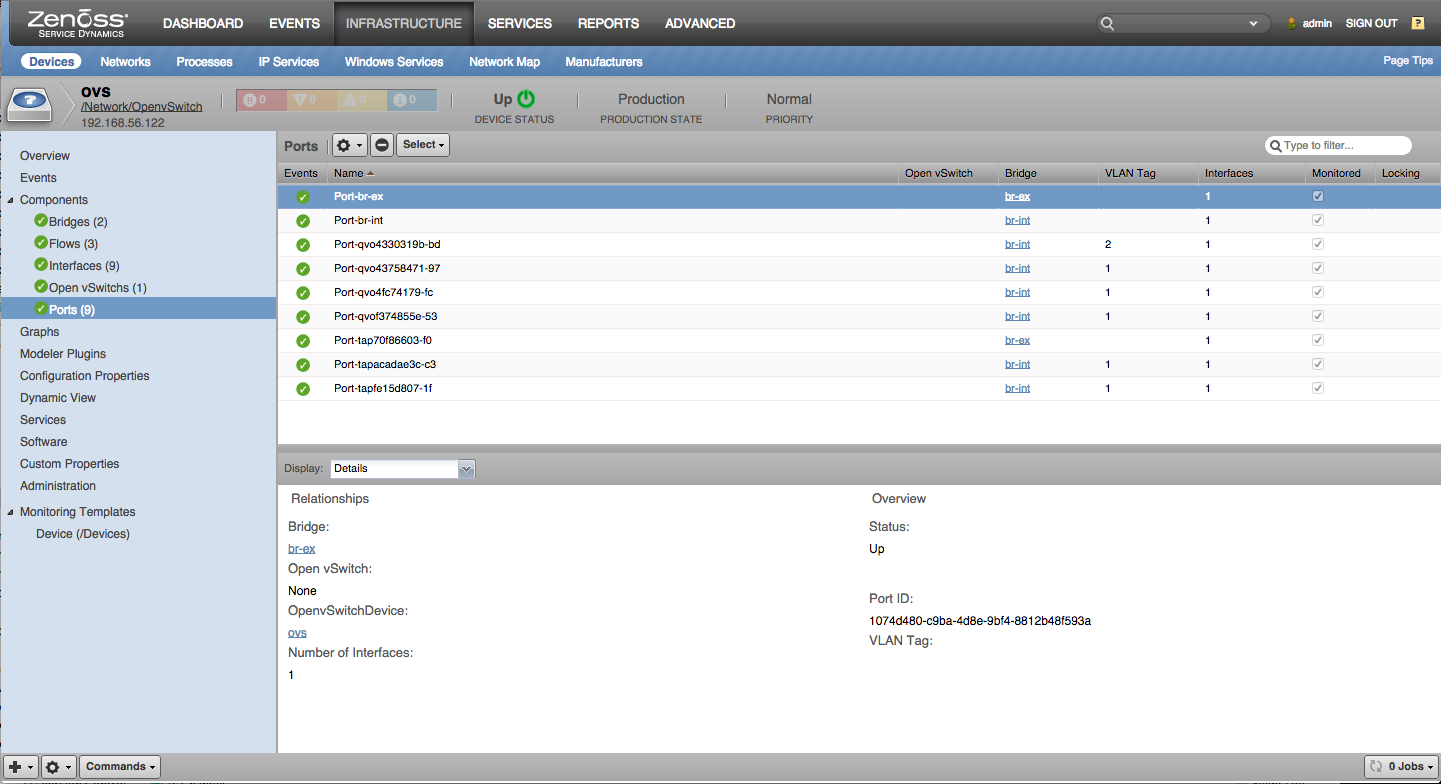 Zenoss
SERVICE DYNAMICS
DASHBOARD EVENTS INFRASTRUCTURE SERVICES REPORTS ADVANCED
admin SIGN OUT ?
Devices Networks Processes IP Services Windows Services Network Map Manufacturers Page Tips
ovs
/Network/OpenvSwitch
192.168.56.122
0 0 0 0
Up Production Normal
DEVICE STATUS PRODUCTION STATE PRIORITY
Overview
Events
Components
Bridges (2)
Flows (3)
Interfaces (9)
Open vSwitchs (1)
Ports (9)
Graphs
Modeler Plugins
Configuration Properties
Dynamic View
Services
Software
Custom Properties
Administration
Monitoring Templates
Device (/Devices)
Ports Select Type to filter...
Events Name Open vSwitch Bridge VLAN Tag Interfaces Monitored Locking
Port-br-ex br-ex 1
Port-br-int br-int 1
Port-qvo4330319b-bd br-int 2 1
Port-qvo43758471-97 br-int 1 1
Port-qvo4fc74179-fc br-int 1 1
Port-qvof374855e-53 br-int 1 1
Port-tap70f86603-f0 br-ex 1
Port-tapacadae3c-c3 br-int 1 1
Port-tapfe15d807-1f br-int 1 1
Display: Details
Relationships
Bridge:
br-ex
Open vSwitch:
None
OpenvSwitchDevice:
ovs
Number of Interfaces:
1
Overview
Status:
Up
Port ID:
1074d480-c9ba-4d8e-9bf4-8812b48f593a
VLAN Tag:
Commands 0 Jobs